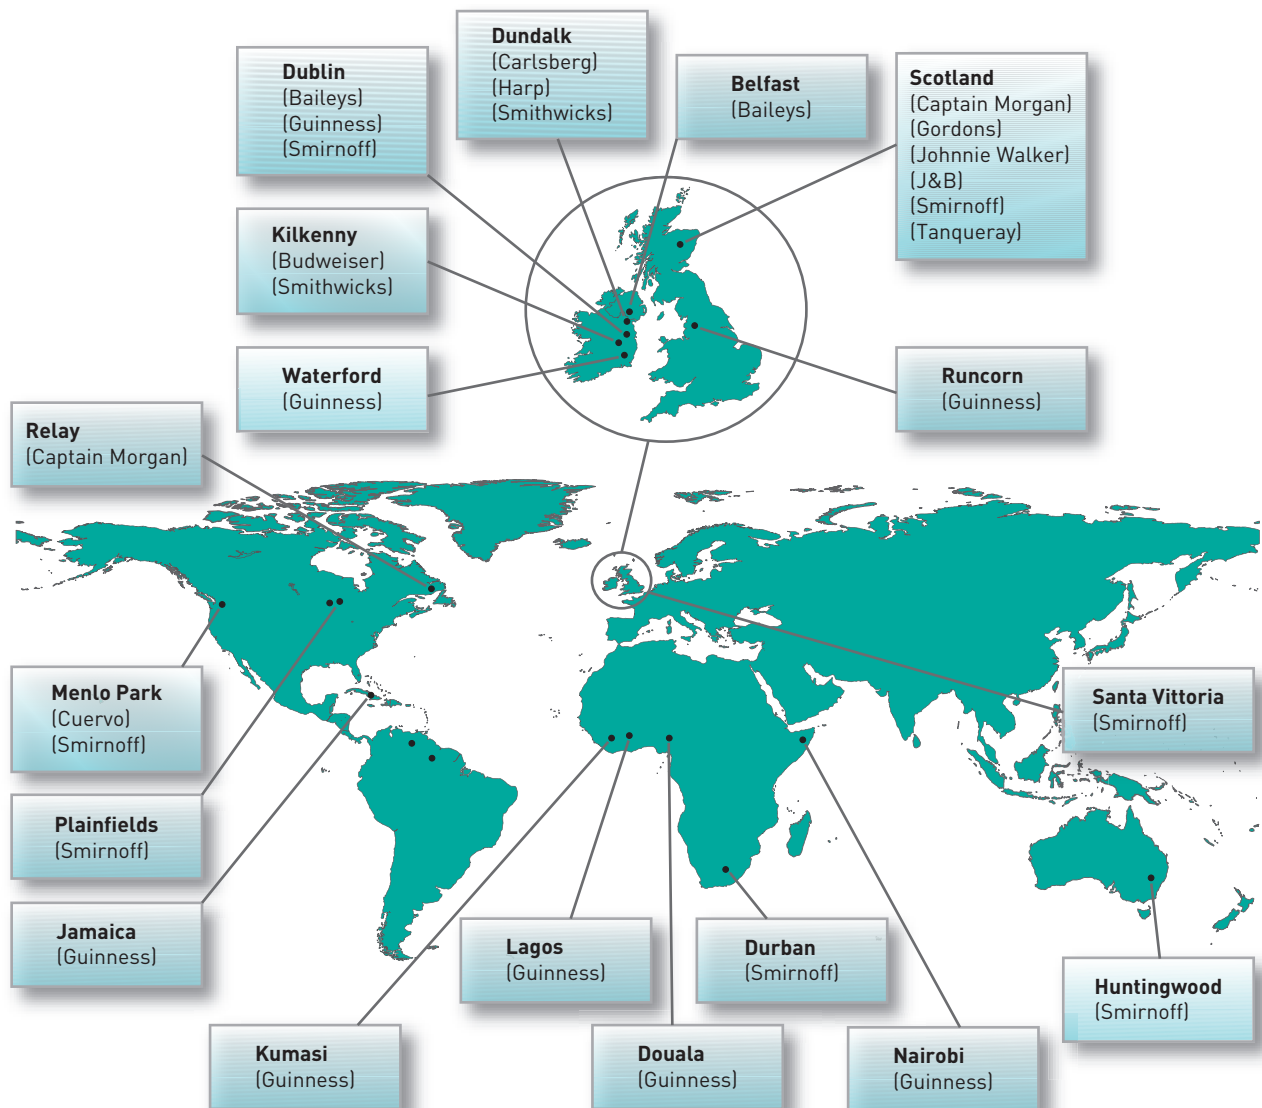 Dundalk
(Carlsberg)
(Harp)
(Smithwicks)
Dublin
(Baileys)
(Guinness)
(Smirnoff)
Belfast
(Baileys)
Scotland
(Captain Morgan)
(Gordons)
(Johnnie Walker)
(J&B)
(Smirnoff)
(Tanqueray)
Kilkenny
(Budweiser)
(Smithwicks)
Waterford
(Guinness)
Runcorn
(Guinness)
Relay
(Captain Morgan)
Menlo Park
(Cuervo)
(Smirnoff)
Santa Vittoria
(Smirnoff)
Plainfields
(Smirnoff)
Jamaica
(Guinness)
Lagos
(Guinness)
Durban
(Smirnoff)
Huntingwood
(Smirnoff)
Kumasi
(Guinness)
Douala
(Guinness)
Nairobi
(Guinness)